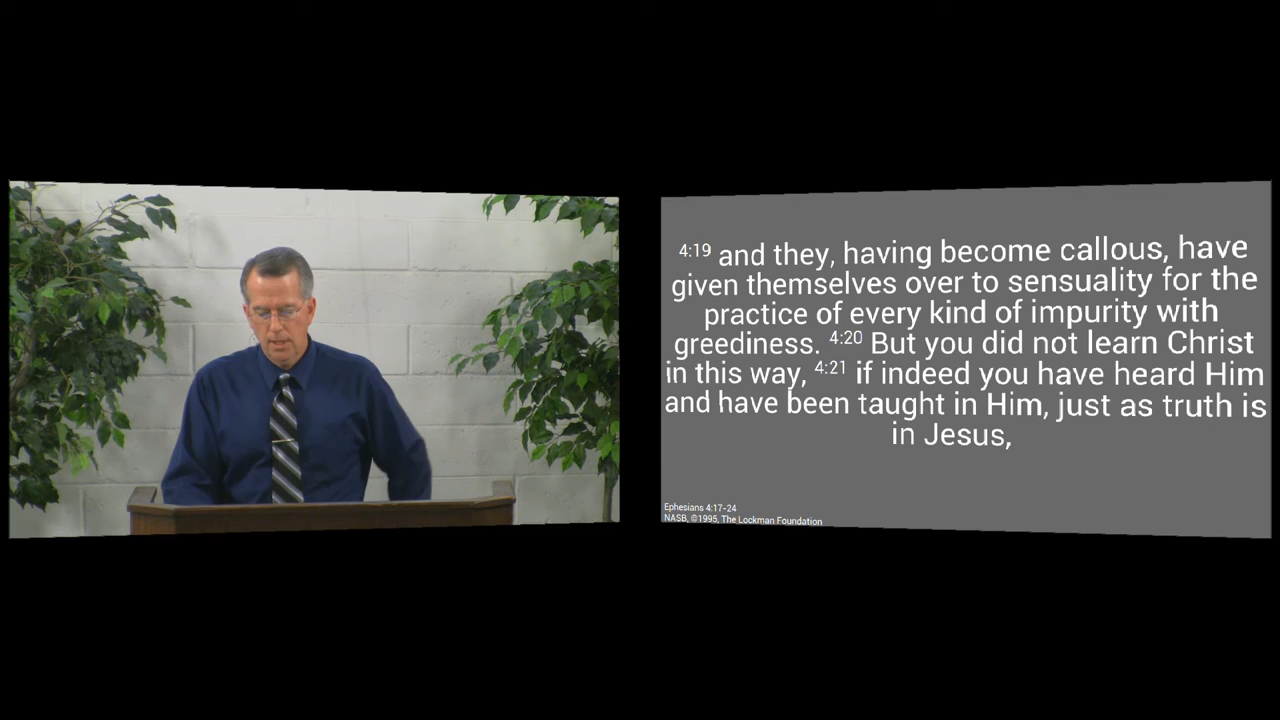 4:19 and they, having become callous, have
given themselves over to sensuality for the
practice of every kind of impurity with
greediness. 4:20 But you did not learn Christ
in this way, 4:21 if indeed you have heard Him
and have been taught in Him, just as truth is
in Jesus,
Ephesians 4:17-24
NASB, ©1995, The Lockman Foundation